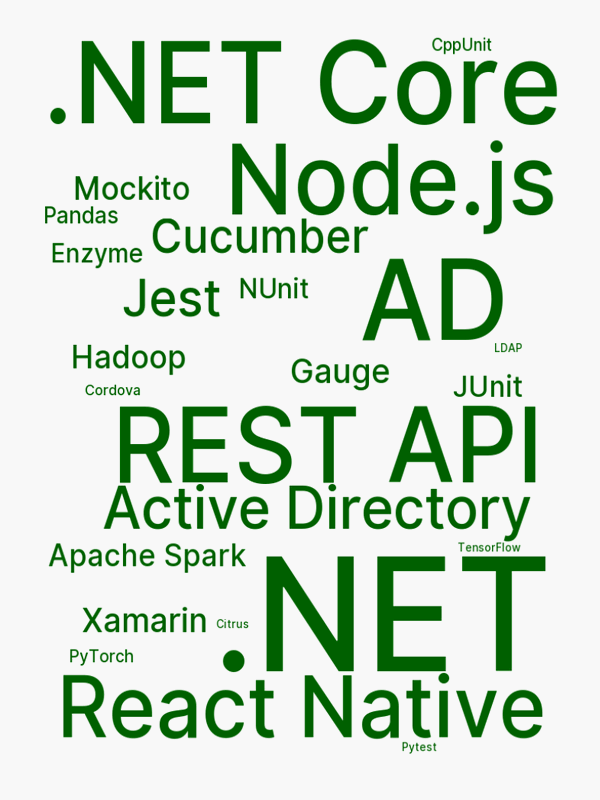 CppUnit
.NET Core
Node.js
Mockito
Pandas
Cucumber
Enzyme
Jest
NUnit
AD
LDAP
Hadoop
Gauge
JUnit
Cordova
REST API
Active Directory
Apache Spark
TensorFlow
.NET
Xamarin
Citrus
PyTorch
React Native
Pytest